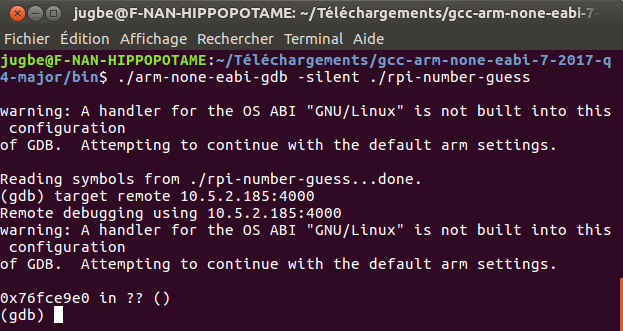 jugbe@F-NAN-HIPPOPOTAME: ~/Téléchargements/gcc-arm-none-eabi-7-
Fichier Édition Affichage Rechercher Terminal Aide
jugbe@F-NAN-HIPPOPOTAME:~/Téléchargements/gcc-arm-none-eabi-7-2017-q
4-major/bin$ ./arm-none-eabi-gdb -silent ./rpi-number-guess
warning: A handler for the OS ABI "GNU/Linux" is not built into this
 configuration
of GDB.  Attempting to continue with the default arm settings.
Reading symbols from ./rpi-number-guess...done.
(gdb) target remote 10.5.2.185:4000
Remote debugging using 10.5.2.185:4000
warning: A handler for the OS ABI "GNU/Linux" is not built into this
 configuration
of GDB.  Attempting to continue with the default arm settings.
0x76fce9e0 in ?? ()
(gdb)